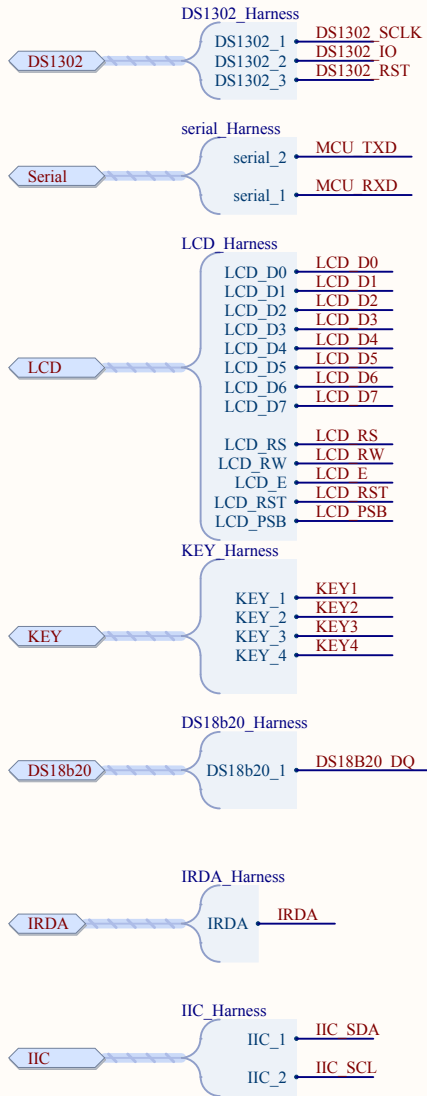 DS1302_Harness
DS1302_1 DS1302_SCLK
DS1302_2 DS1302_IO
DS1302 DS1302_3 DS1302_RST
serial_Harness
serial_2 MCU_TXD
Serial serial_1 MCU_RXD
LCD_Harness
LCD_D0 LCD_D0
LCD_D1 LCD_D1
LCD_D2 LCD_D2
LCD_D3 LCD_D3
LCD_D4 LCD_D4
LCD LCD_D5 LCD_D5
LCD_D6 LCD_D6
LCD_D7 LCD_D7
LCD_RS LCD_RS
LCD_RW LCD_RW
LCD_E LCD_E
LCD_RST LCD_RST
LCD_PSB LCD_PSB
KEY_Harness
KEY_1 KEY1
KEY_2 KEY2
KEY KEY_3 KEY3
KEY_4 KEY4
DS18b20_Harness
DS18b20 DS18b20_1 DS18B20_DQ
IRDA_Harness
IRDA IRDA IRDA
IIC_Harness
IIC_1 IIC_SDA
IIC IIC_2 IIC_SCL